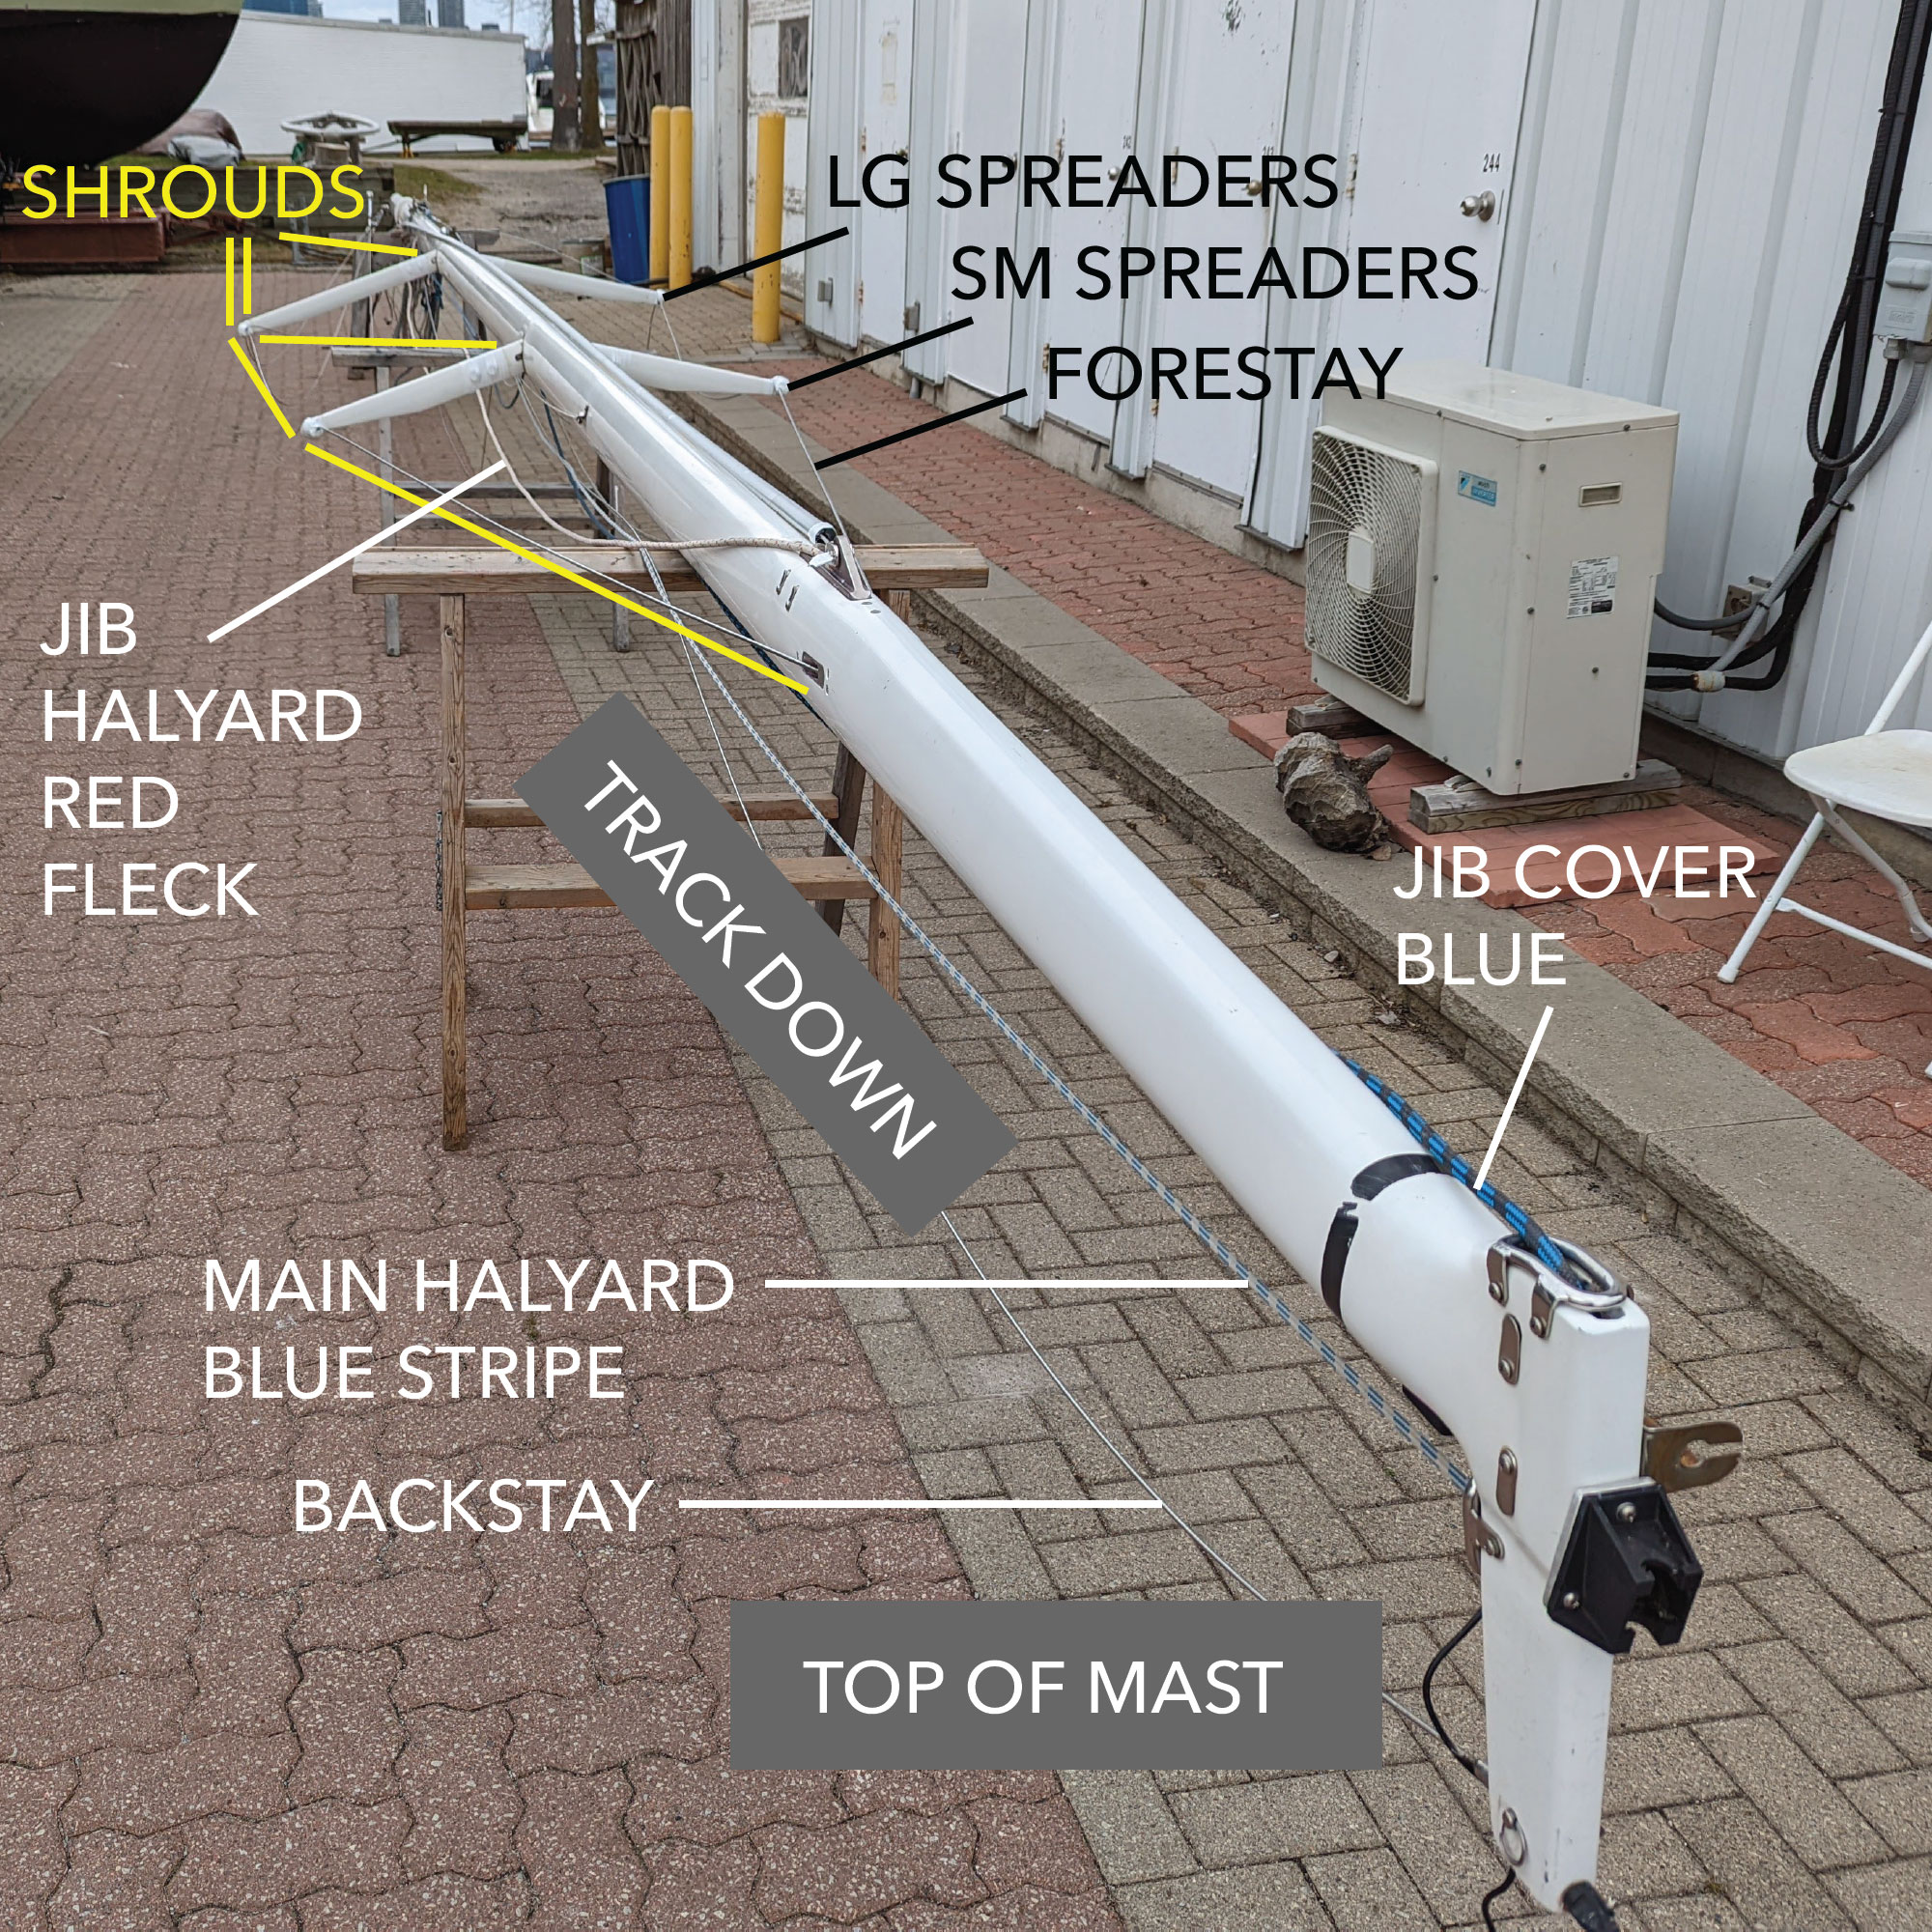 SHROUDS
LG SPREADERS
SM SPREADERS
FORESTAY
244
JIB
HALYARD
RED
FLECK
TRACK DOWN
JIB COVER
BLUE
MAIN HALYARD
BLUE STRIPE
BACKSTAY
TOP OF MAST